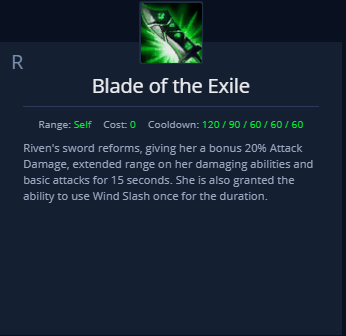 R
Blade of the Exile
Range: Self Cost: 0 Cooldown: 120 / 90 / 60 / 60 / 60
Riven's sword reforms, giving her a bonus 20% Attack
Damage, extended range on her damaging abilities and
basic attacks for 15 seconds. She is also granted the
ability to use Wind Slash once for the duration.